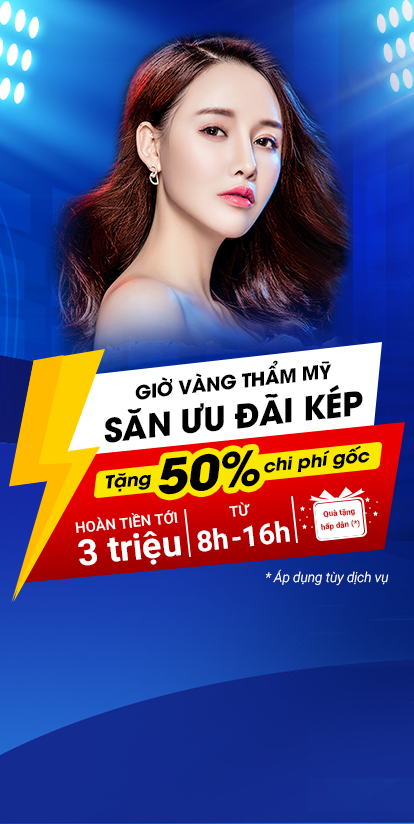 GIỜ VÀNG THẨM MỸ
SĂN ƯU ĐÃI KÉP
Tặng 50% chi phí gốc
HOÀN TIỀN TỚI
3 triệu
TỪ
8h-16h
Quà tặng
hấp dẫn (*)
* Áp dụng tùy dịch vụ